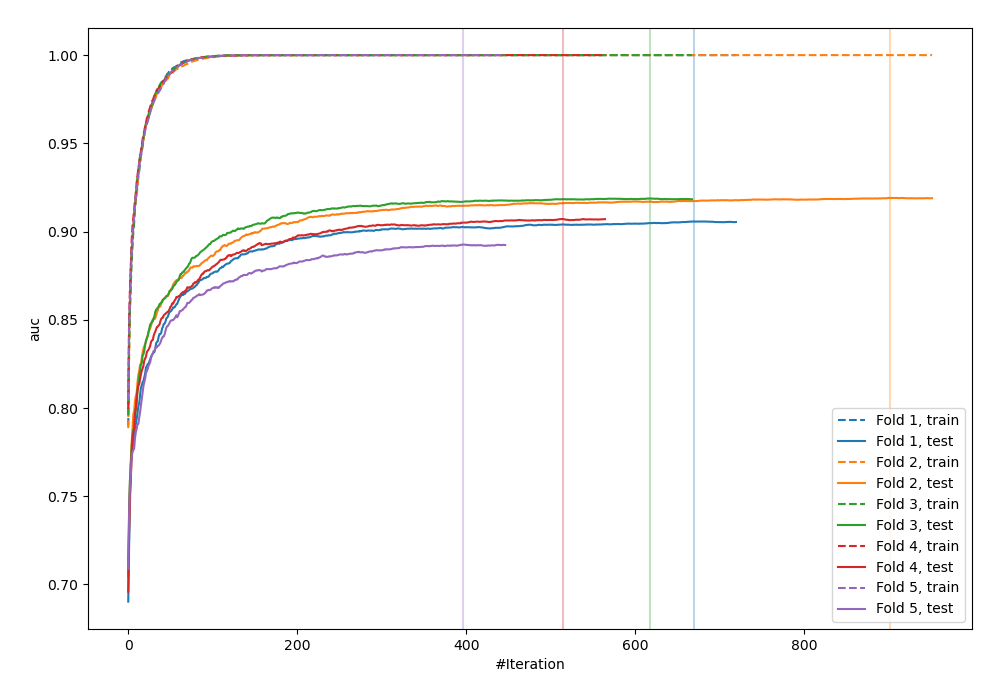 1.00
0.95
0.90
0.85
0.80
0.75
0.70
auc
0
200
400
600
800
#Iteration
Fold 1, train
Fold 1, test
Fold 2, train
Fold 2, test
Fold 3, train
Fold 3, test
Fold 4, train
Fold 4, test
Fold 5, train
Fold 5, test